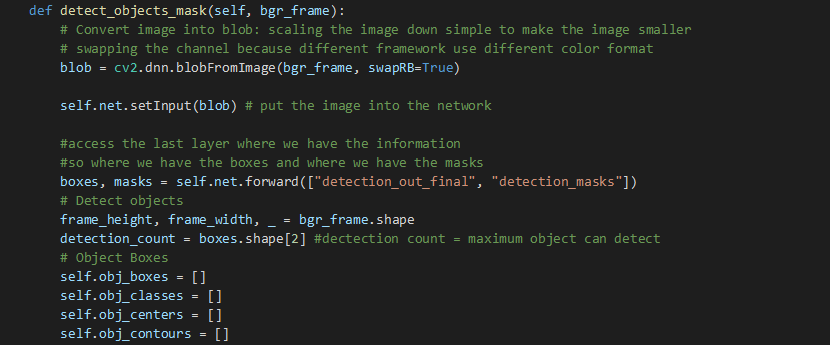 def detect_objects_mask(self, bgr_frame):
# Convert image into blob: scaling the image down simple to make the image smaller
# swapping the channel because different framework use different color format
blob = cv2.dnn.blobFromImage(bgr_frame, swapRB=True)
self.net.setInput(blob) # put the image into the network
#access the last layer where we have the information
#so where we have the boxes and where we have the masks
boxes, masks = self.net.forward(["detection_out_final", "detection_masks"])
# Detect objects
frame_height, frame_width, _ = bgr_frame.shape
detection_count = boxes.shape[2] #dectection count = maximum object can detect
# Object Boxes
self.obj_boxes = []
self.obj_classes = []
self.obj_centers = []
self.obj_contours = []